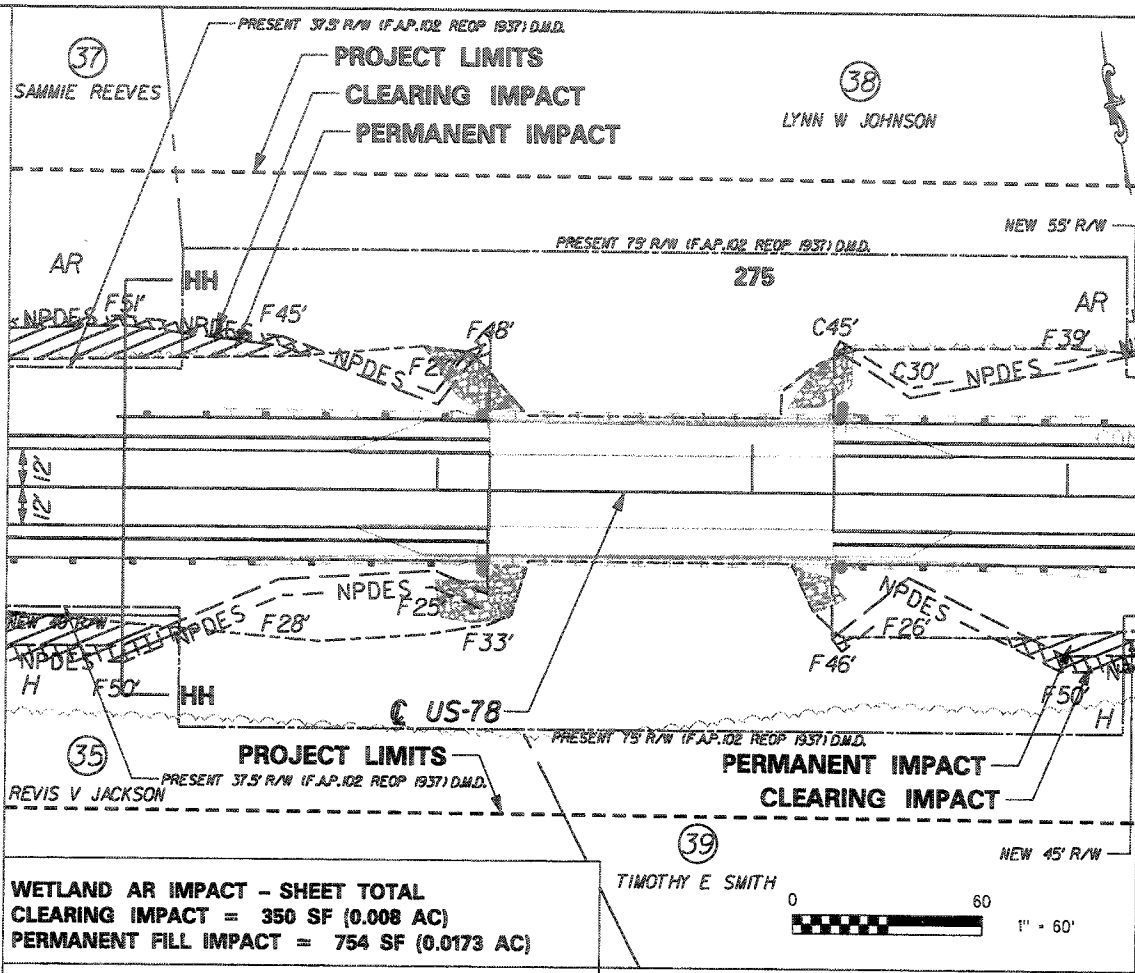 PRESENT 37.5' R/W (F.A.P. 102 REOP 1937) D.M.D.
37
SAMMIE REEVES
PROJECT LIMITS
CLEARING IMPACT
PERMANENT IMPACT
38
LYNN W JOHNSON
NEW 55' R/W
PRESENT 75' R/W (F.A.P. 102 REOP 1937) D.M.D.
275
AR
HH
AR
NPDES
F51'
NPDES
F45'
F48'
C45'
F39'
NPDES
C30'
NPDES
12'
12'
NPDES
F25'
F28'
NPDES
F33'
NPDES
F26'
F46'
NPDES
H
F50'
HH
F50'
H
℄ US-78
35
REVIS V JACKSON
PROJECT LIMITS
PRESENT 37.5' R/W (F.A.P. 102 REOP 1937) D.M.D.
PRESENT 75' R/W (F.A.P. 102 REOP 1937) D.M.D.
PERMANENT IMPACT
CLEARING IMPACT
39
TIMOTHY E SMITH
NEW 45' R/W
0 60
1" = 60'
WETLAND AR IMPACT - SHEET TOTAL
CLEARING IMPACT = 350 SF (0.008 AC)
PERMANENT FILL IMPACT = 754 SF (0.0173 AC)